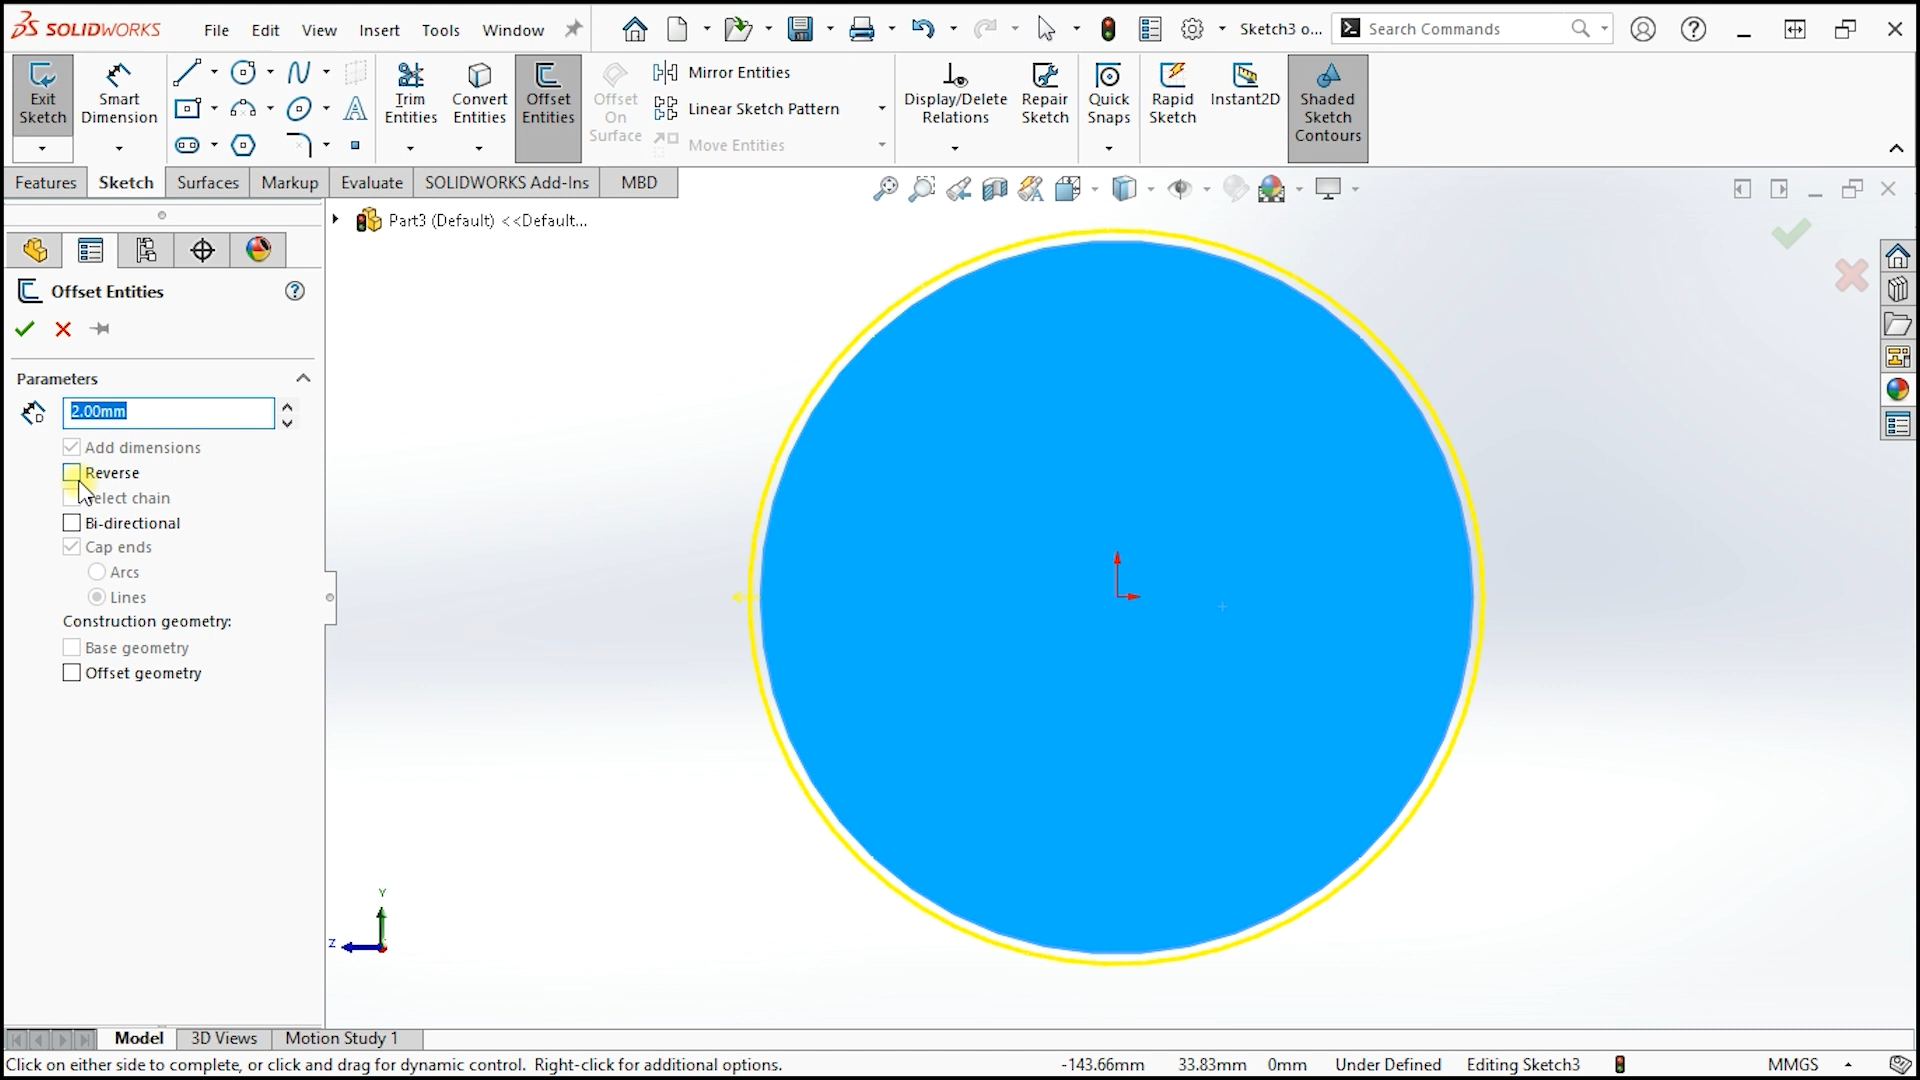 SOLIDWORKS
File Edit View Insert Tools Window
Sketch3 o...
Search Commands
Exit Sketch
Smart Dimension
Trim Entities
Convert Entities
Offset Entities
Offset On Surface
Mirror Entities
Linear Sketch Pattern
Move Entities
Display/Delete Relations
Repair Sketch
Quick Snaps
Rapid Sketch
Instant2D
Shaded Sketch Contours
Features Sketch Surfaces Markup Evaluate SOLIDWORKS Add-Ins MBD
Part3 (Default) <<Default...
Offset Entities
Parameters
2.00mm
Add dimensions
Reverse
elect chain
Bi-directional
Cap ends
Arcs
Lines
Construction geometry:
Base geometry
Offset geometry
Y
Z
Model 3D Views Motion Study 1
Click on either side to complete, or click and drag for dynamic control. Right-click for additional options. -143.66mm 33.83mm 0mm Under Defined Editing Sketch3 MMGS